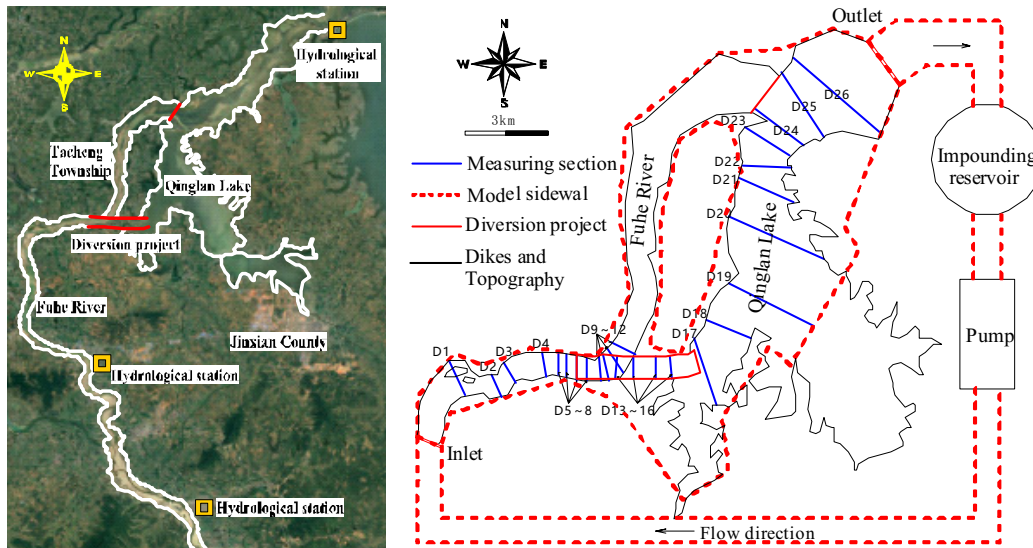 N
W
E
S
Hydrological
station
Tacheng
Township
Qinglan Lake
Diversion project
Fuhe River
Jinxian County
Hydrological station
Hydrological station
N
W
E
S
3km
Measuring section
Model sidewal
Diversion project
Dikes and
Topography
Outlet
D26
D25
D24
D23
D22
D21
D20
D19
D18
D17
Fuhe River
Qinglan Lake
D9~12
D1
D2
D3
D4
D5~8
D13~16
Inlet
Impounding
reservoir
Pump
Flow direction